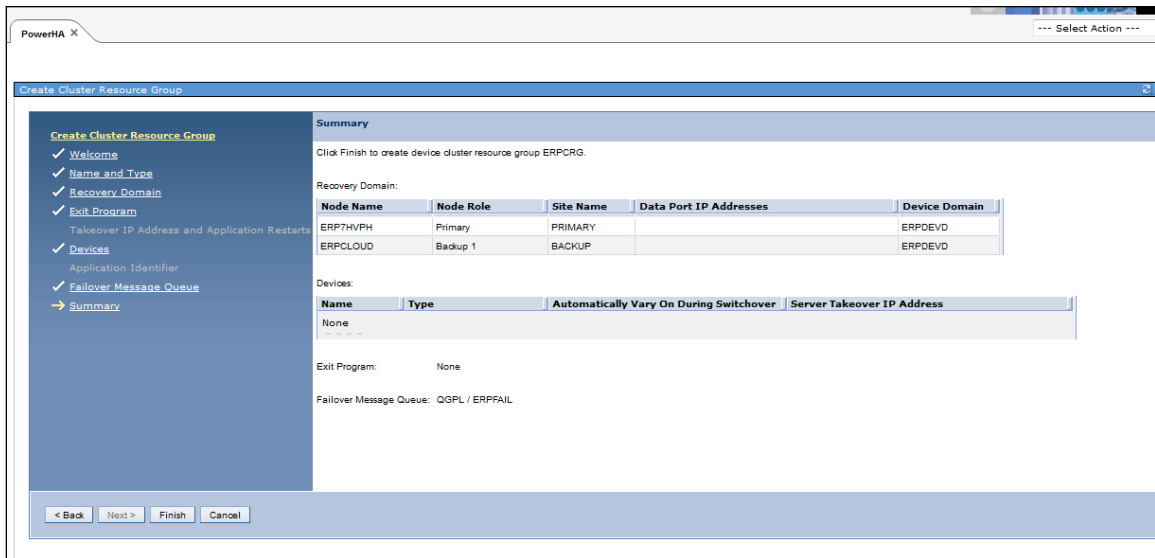 PowerHA X
--- Select Action ---
Create Cluster Resource Group
Create Cluster Resource Group
Welcome
Name and Type
Recovery Domain
Exit Program
Takeover IP Address and Application Restarts
Devices
Application Identifier
Failover Message Queue
Summary
Summary
Click Finish to create device cluster resource group ERPCRG.
Recovery Domain:
Node Name Node Role Site Name Data Port IP Addresses Device Domain
ERP7HVPH Primary PRIMARY ERPDEVD
ERPCLOUD Backup 1 BACKUP ERPDEVD
Devices:
Name Type Automatically Vary On During Switchover Server Takeover IP Address
None
Exit Program: None
Failover Message Queue: QGPL / ERPFAIL
< Back Next > Finish Cancel